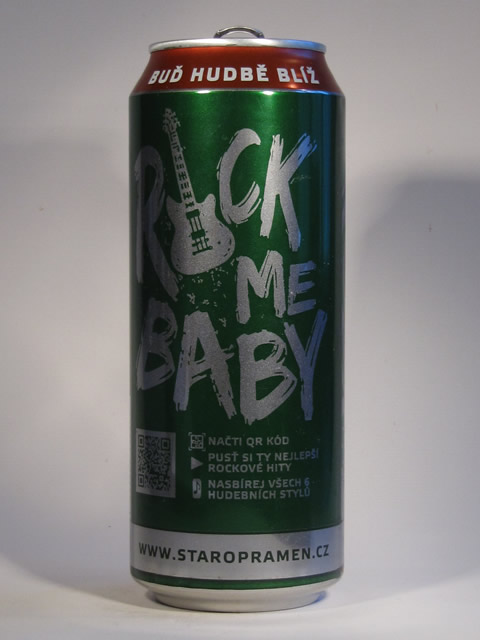 BUĎ HUDBĚ BLÍŽ
ROCK
ME
BABY
NAČTI QR KÓD
PUSŤ SI TY NEJLEPŠÍ
ROCKOVÉ HITY
NASBÍREJ VŠECH 6
HUDEBNÍCH STYLŮ
WWW.STAROPRAMEN.CZ